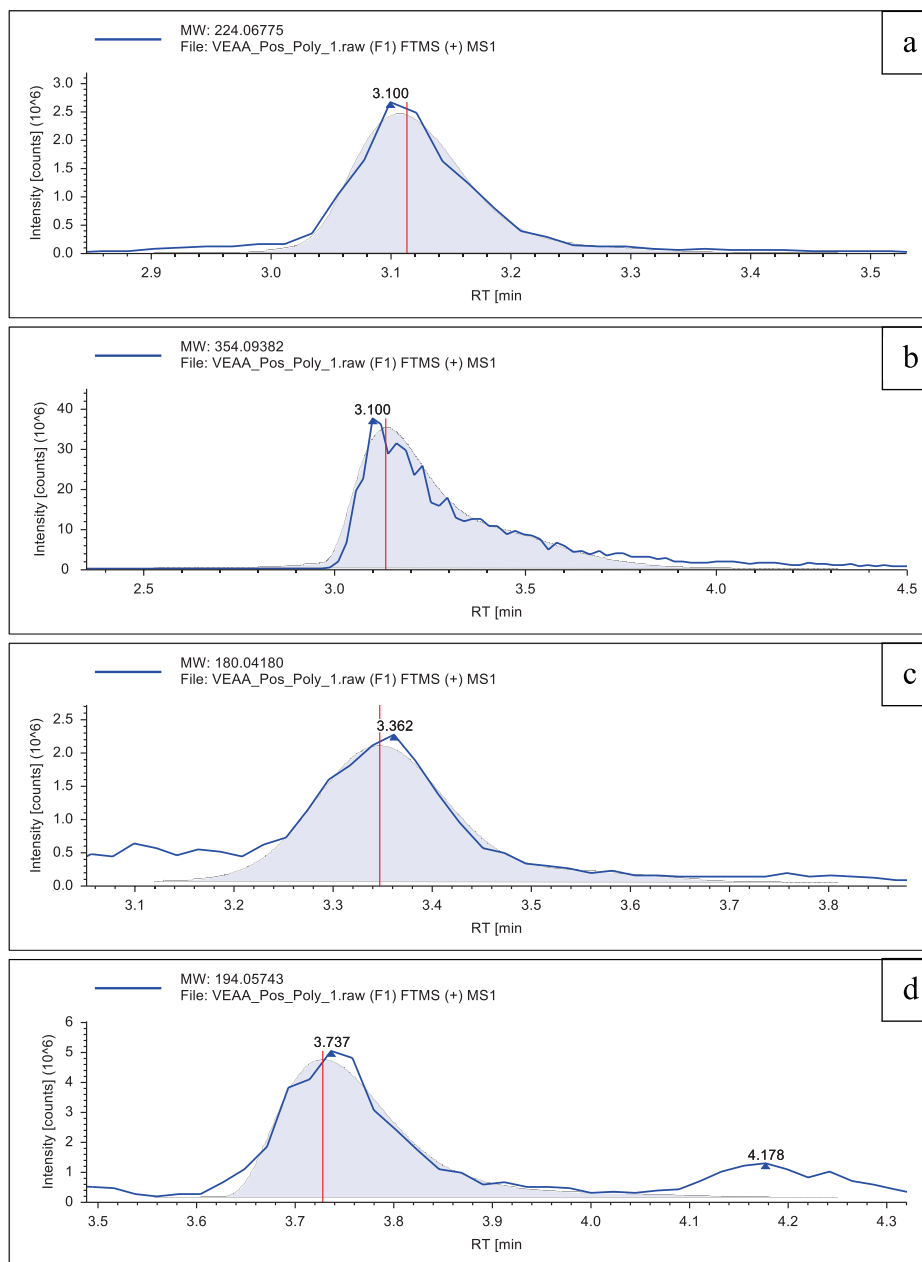 MW: 224.06775
File: VEAA_Pos_Poly_1.raw (F1) FTMS (+) MS1
a
3.100
Intensity [counts] (10^6)
3.0
2.5
2.0
1.5
1.0
0.5
0.0
2.9 3.0 3.1 3.2 3.3 3.4 3.5
RT [min
MW: 354.09382
File: VEAA_Pos_Poly_1.raw (F1) FTMS (+) MS1
b
3.100
Intensity [counts] (10^6)
40
30
20
10
0
2.5 3.0 3.5 4.0 4.5
RT [min
MW: 180.04180
File: VEAA_Pos_Poly_1.raw (F1) FTMS (+) MS1
c
3.362
Intensity [counts] (10^6)
2.5
2.0
1.5
1.0
0.5
0.0
3.1 3.2 3.3 3.4 3.5 3.6 3.7 3.8
RT [min
MW: 194.05743
File: VEAA_Pos_Poly_1.raw (F1) FTMS (+) MS1
d
3.737
4.178
Intensity [counts] (10^6)
6
5
4
3
2
1
0
3.5 3.6 3.7 3.8 3.9 4.0 4.1 4.2 4.3
RT [min